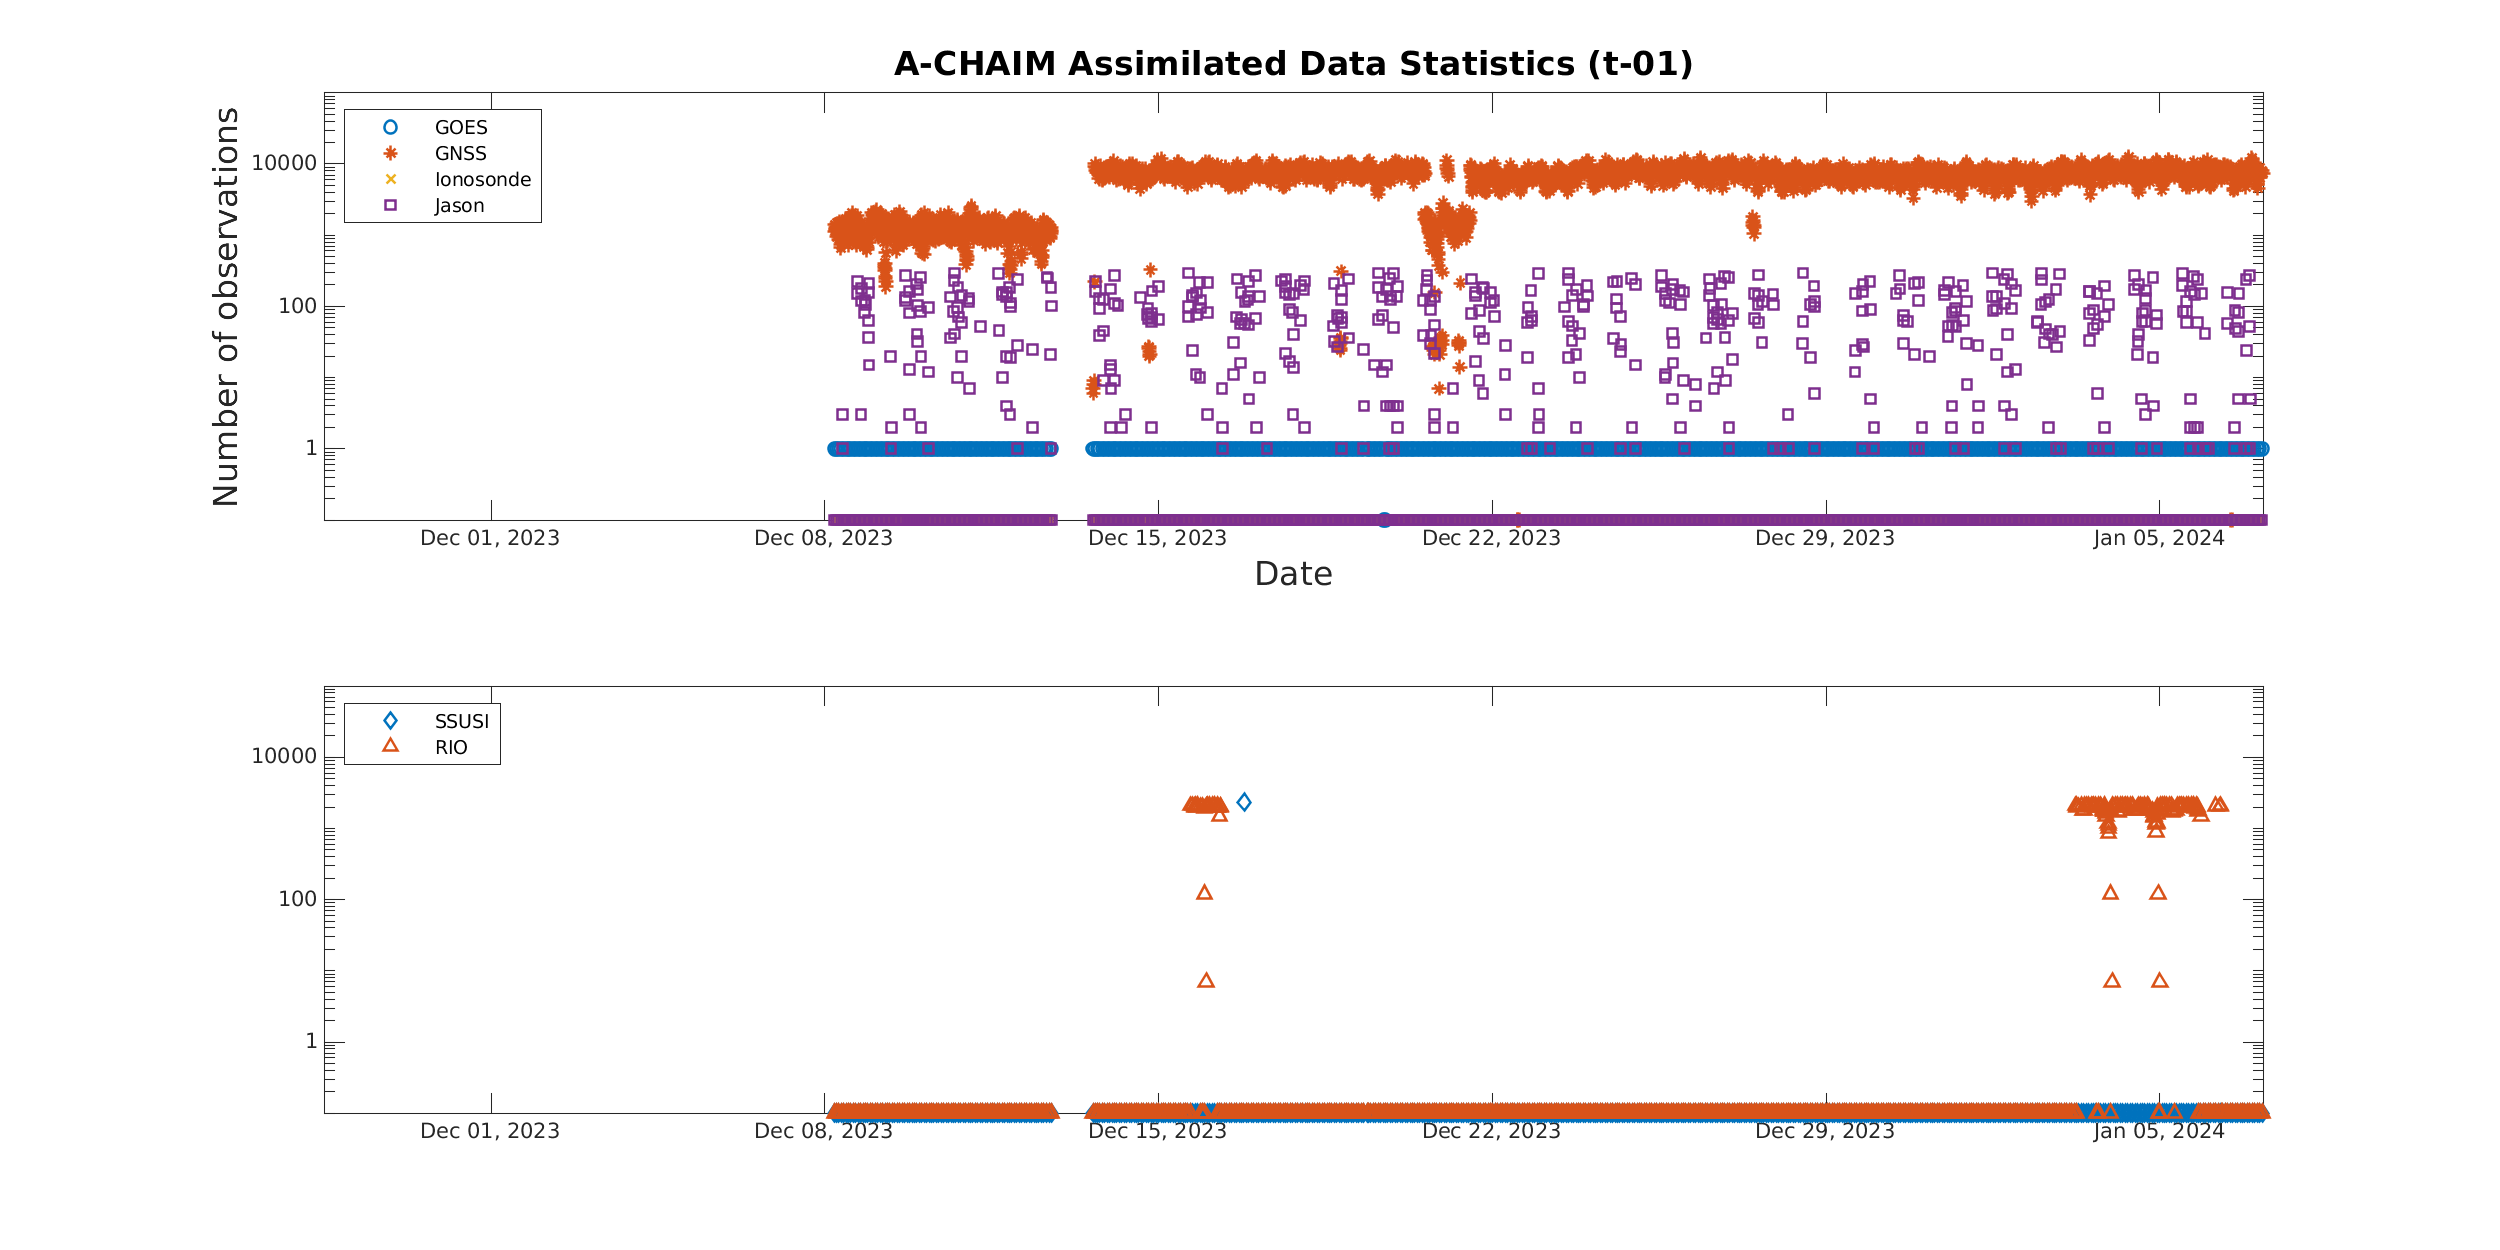 A-CHAIM Assimilated Data Statistics (t-01)
Number of observations
10000
100
1
GOES
GNSS
Ionosonde
Jason
Dec 01, 2023
Dec 08, 2023
Dec 15, 2023
Dec 22, 2023
Dec 29, 2023
Jan 05, 2024
Date
10000
100
1
SSUSI
RIO
Dec 01, 2023
Dec 08, 2023
Dec 15, 2023
Dec 22, 2023
Dec 29, 2023
Jan 05, 2024